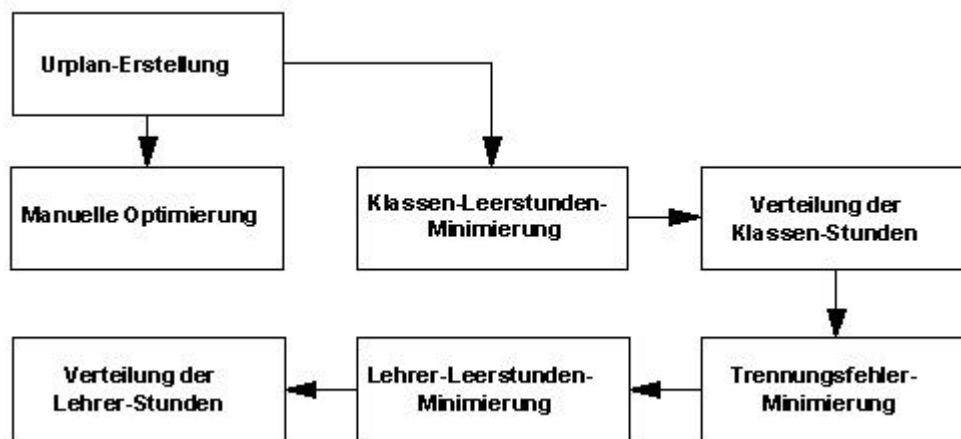 Urplan-Erstellung
Manuelle Optimierung
Klassen-Leerstunden-
Minimierung
Verteilung der
Klassen-Stunden
Verteilung der
Lehrer-Stunden
Lehrer-Leerstunden-
Minimierung
Trennungsfehler-
Minimierung